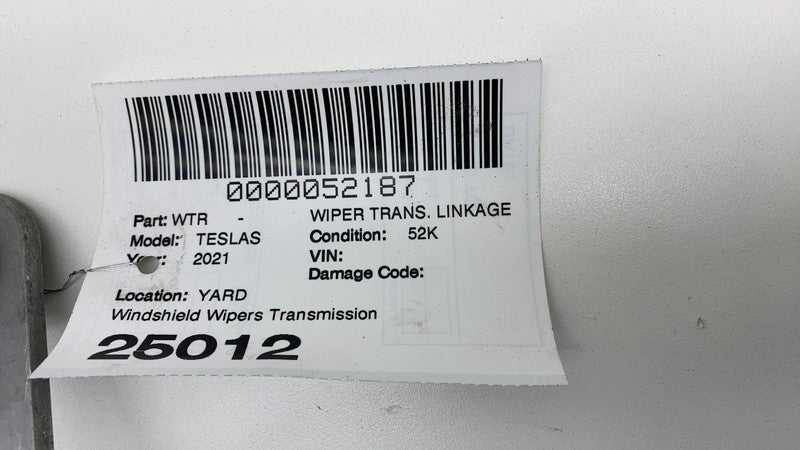 0000052187
Part: WTR - WIPER TRANS. LINKAGE
Model: TESLAS Condition: 52K
Year: 2021 VIN:
Damage Code:
Location: YARD
Windshield Wipers Transmission
25012